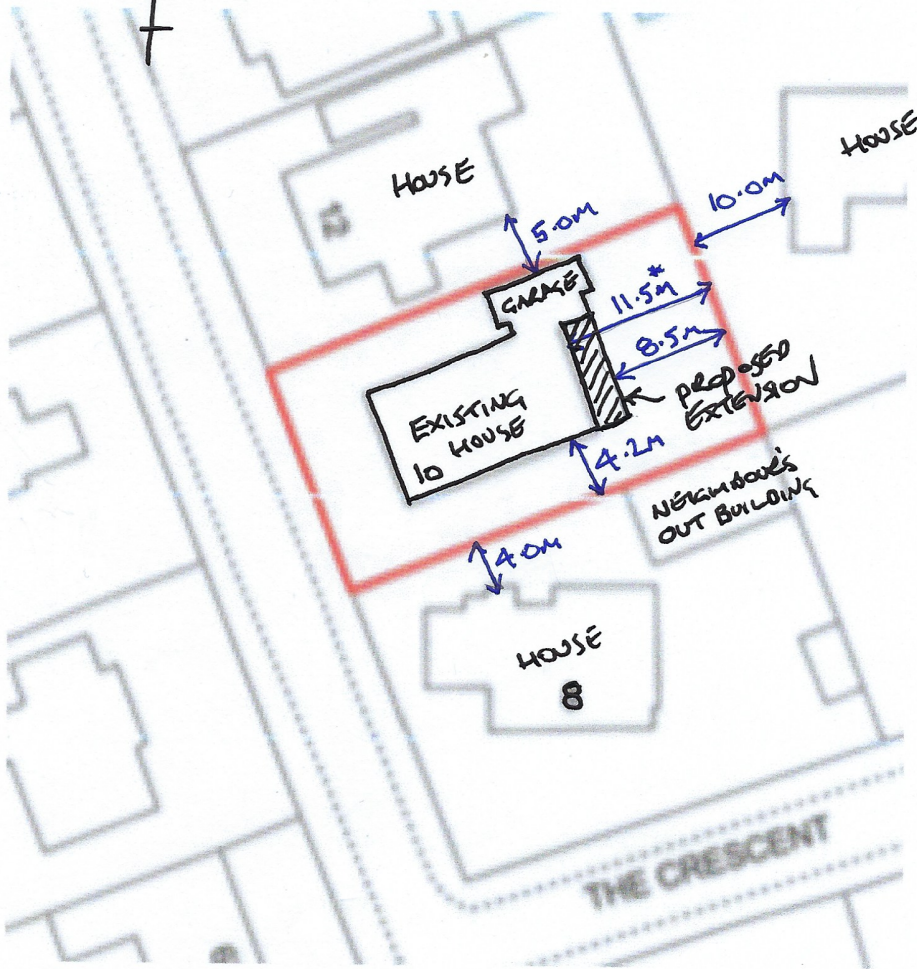 HOUSE
HOUSE
12
10.0M
5.0M
GARAGE
11.5M*
8.5M
PROPOSED
EXTENSION
EXISTING
HOUSE
10
4.2M
NEIGHBOUR'S
OUT BUILDING
4.0M
HOUSE
8
THE CRESCENT